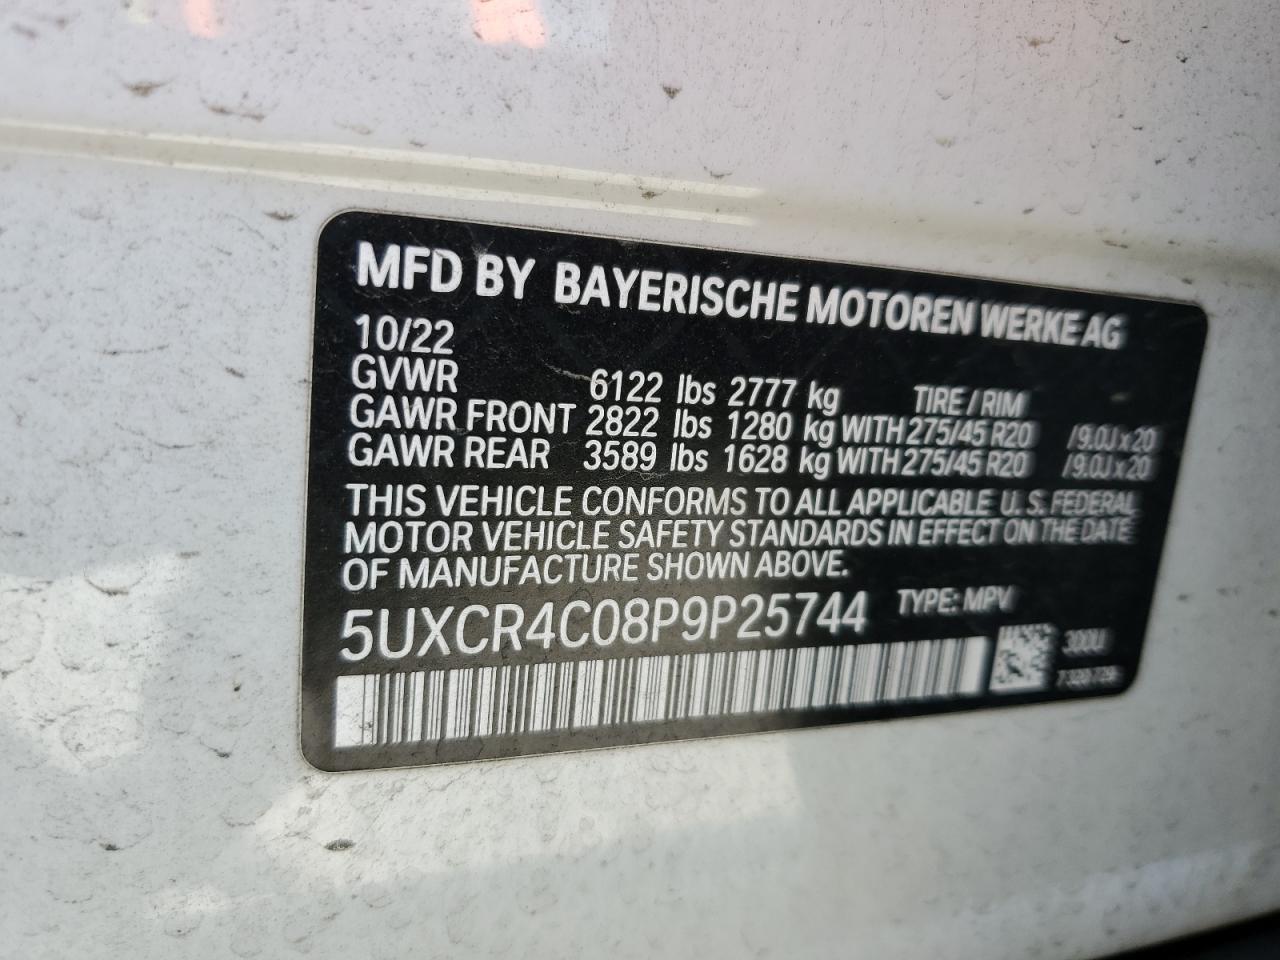 MFD BY BAYERISCHE MOTOREN WERKE AG
10/22
GVWR 6122 lbs 2777 kg TIRE / RIM
GAWR FRONT 2822 lbs 1280 kg WITH 275/45 R20 /9.0J x 20
GAWR REAR 3589 lbs 1628 kg WITH 275/45 R20 /9.0J x 20
THIS VEHICLE CONFORMS TO ALL APPLICABLE U. S. FEDERAL
MOTOR VEHICLE SAFETY STANDARDS IN EFFECT ON THE DATE
OF MANUFACTURE SHOWN ABOVE.
5UXCR4C08P9P25744 TYPE: MPV
300U